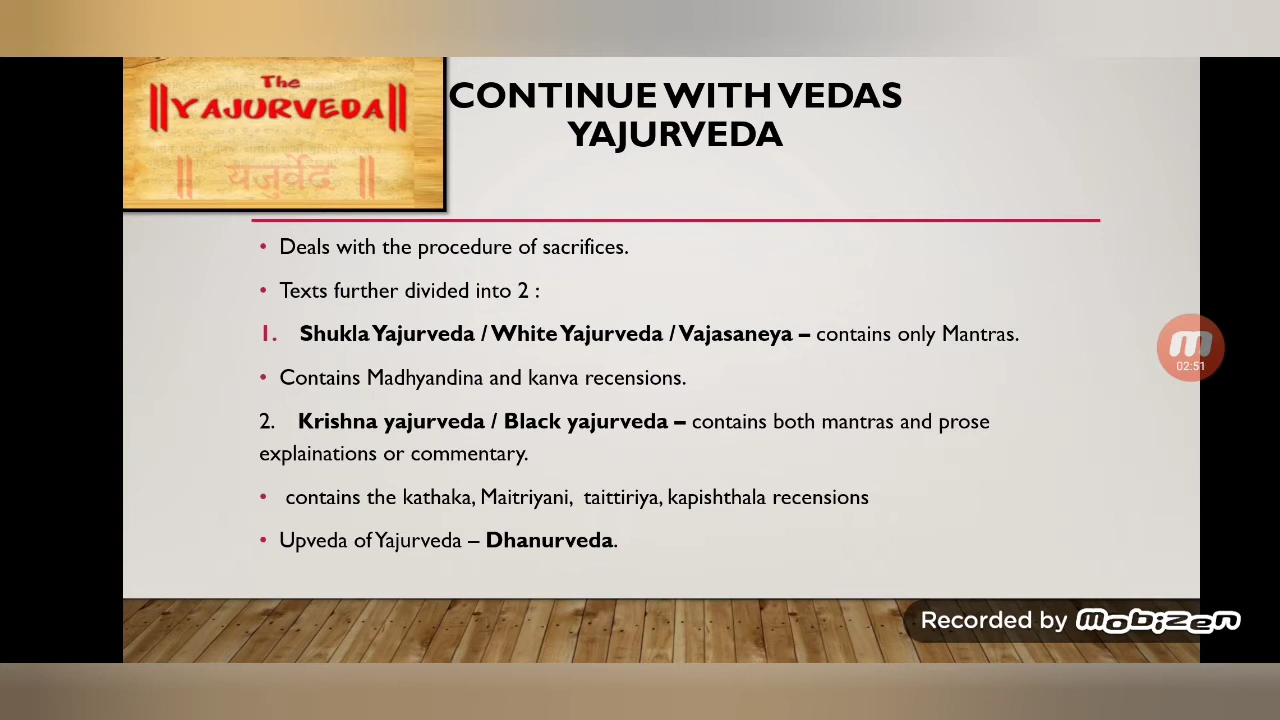 The
||YAJURVEDA||
|| यजुर्वेद ||
CONTINUE WITH VEDAS
YAJURVEDA
• Deals with the procedure of sacrifices.
• Texts further divided into 2 :
1. Shukla Yajurveda / White Yajurveda / Vajasaneya – contains only Mantras.
• Contains Madhyandina and kanva recensions.
2. Krishna yajurveda / Black yajurveda – contains both mantras and prose
explainations or commentary.
• contains the kathaka, Maitriyani, taittiriya, kapishthala recensions
• Upveda of Yajurveda – Dhanurveda.
02:51
Recorded by mobizen